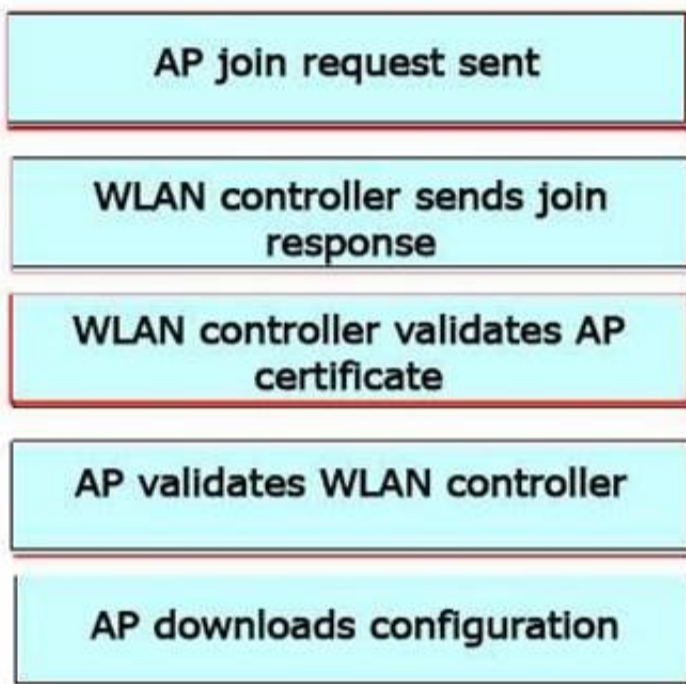 AP join request sent
WLAN controller sends join
response
WLAN controller validates AP
certificate
AP validates WLAN controller
AP downloads configuration